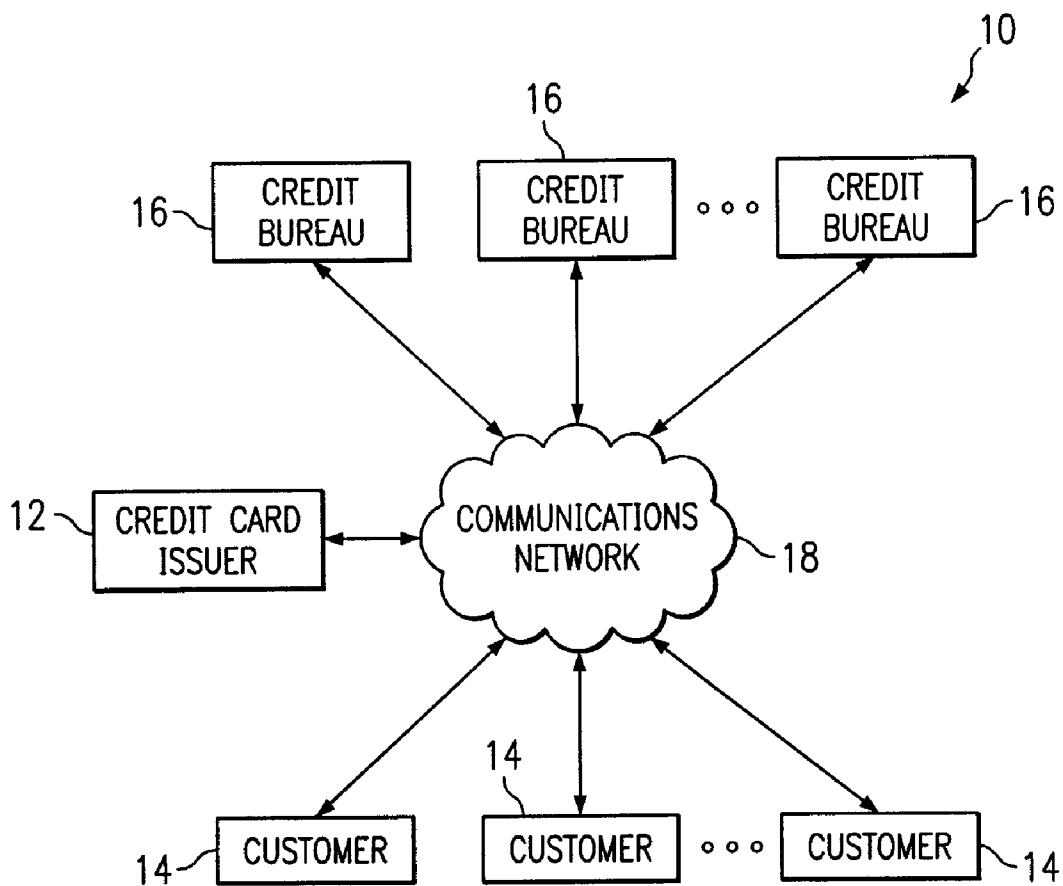 10
16
CREDIT
BUREAU
16
CREDIT
BUREAU
CREDIT
BUREAU
16
12
CREDIT CARD
ISSUER
COMMUNICATIONS
NETWORK
18
14
CUSTOMER
14
CUSTOMER
CUSTOMER
14